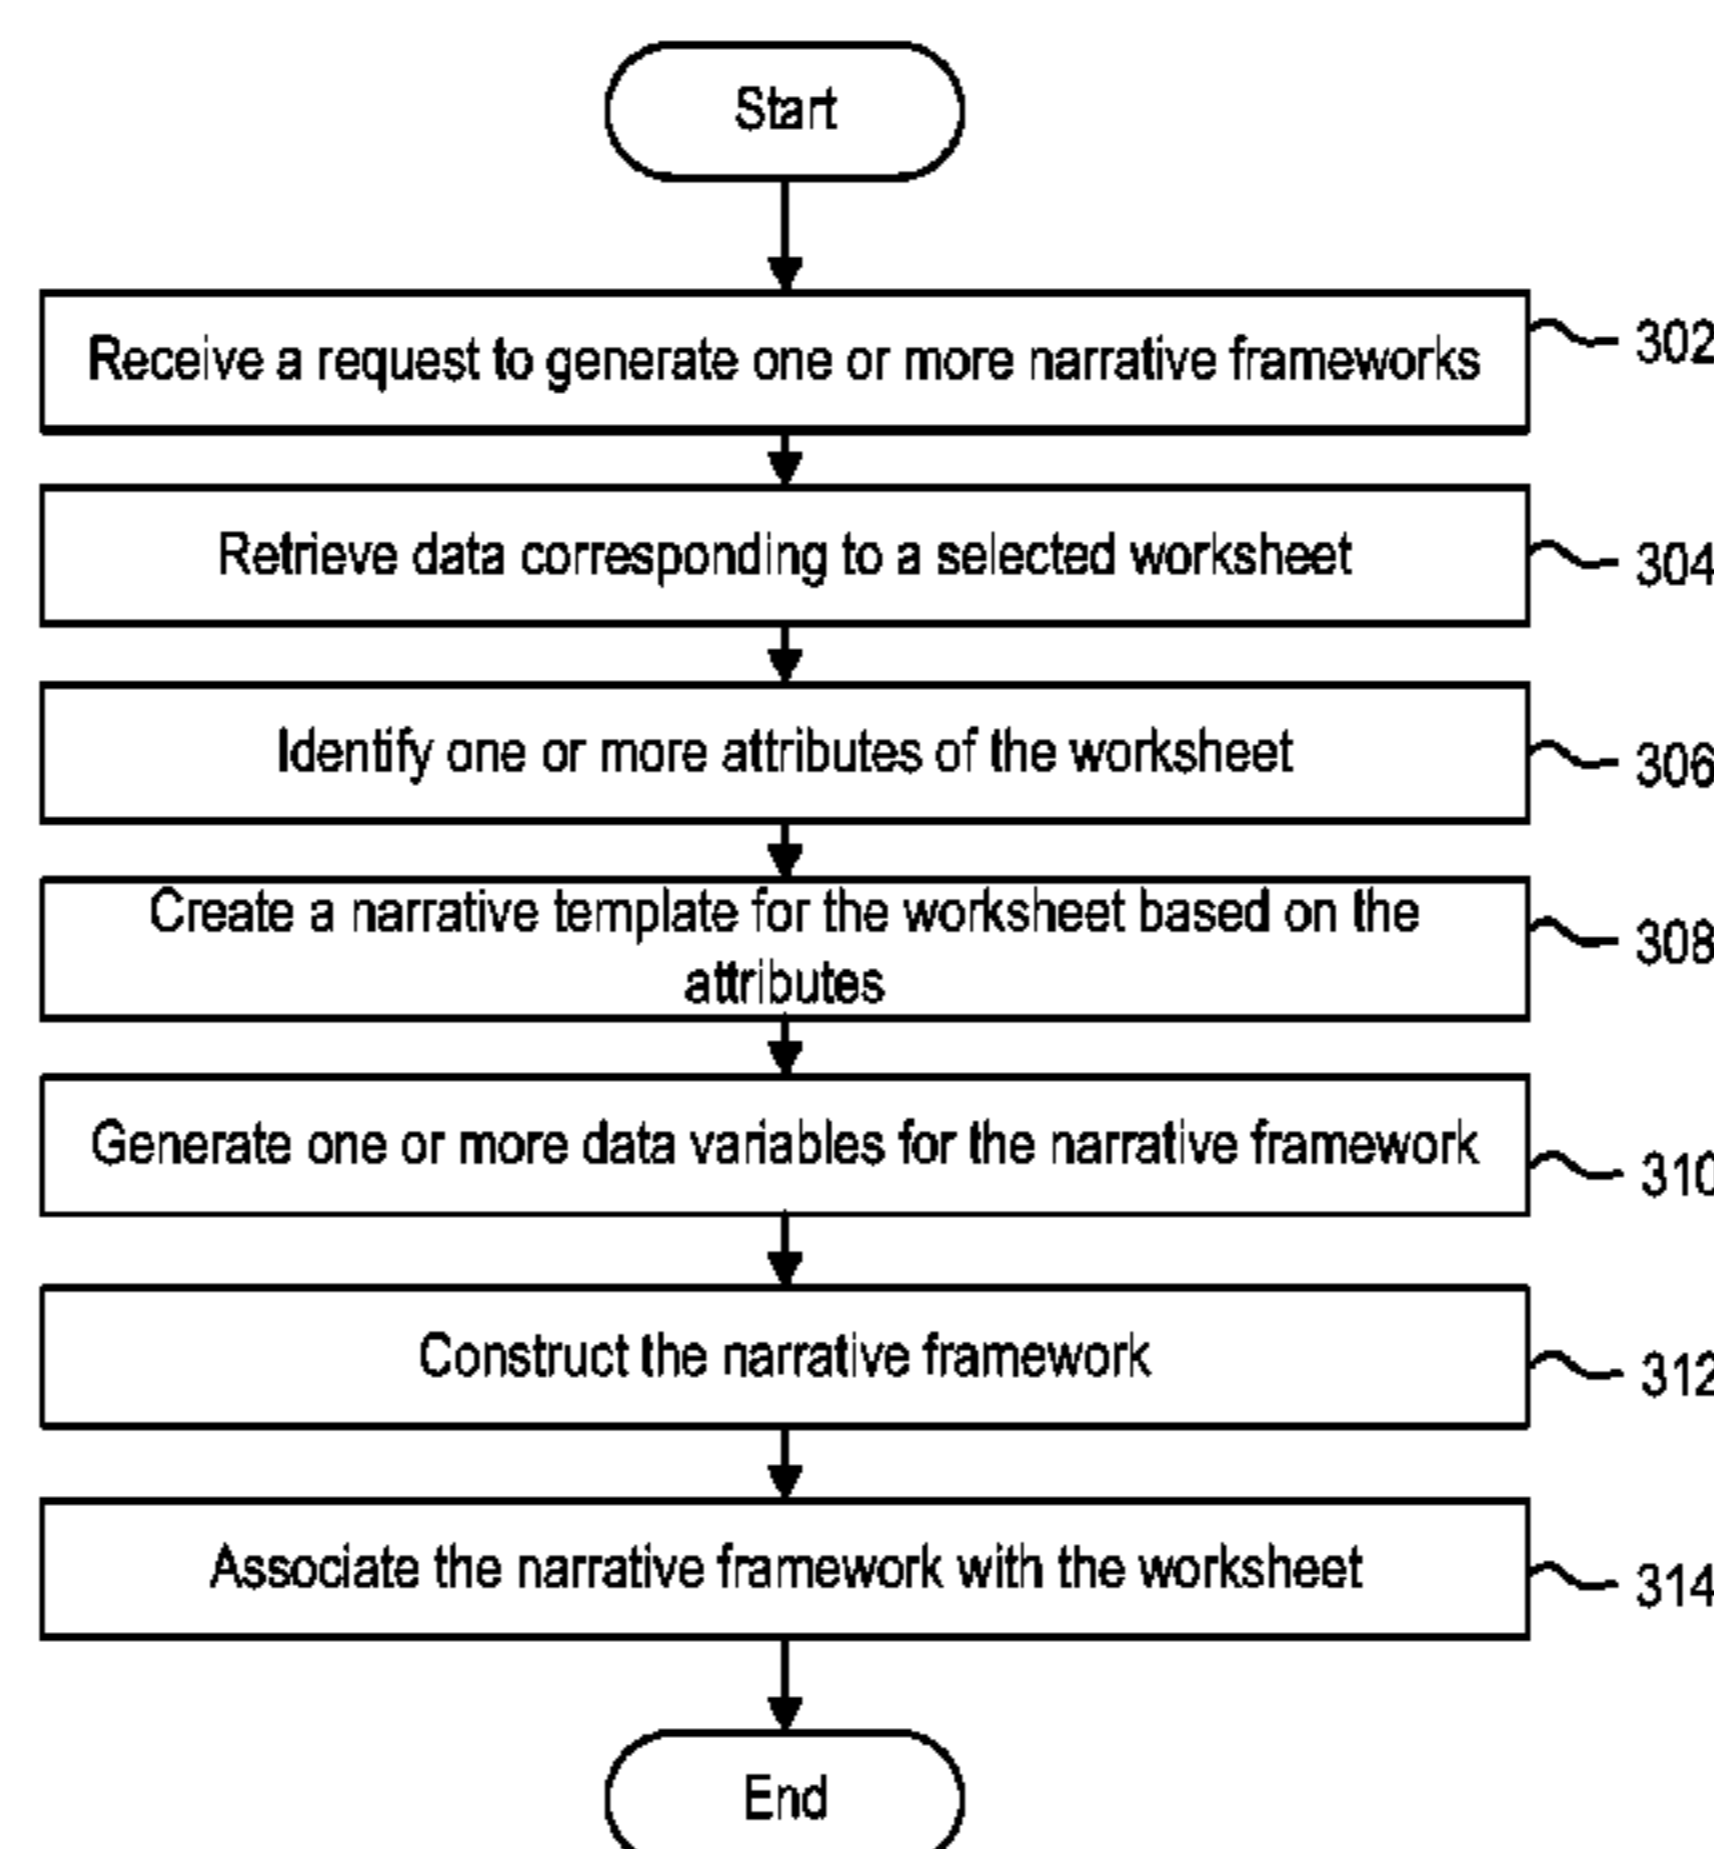 Start
Receive a request to generate one or more narrative frameworks
302
Retrieve data corresponding to a selected worksheet
304
Identify one or more attributes of the worksheet
306
Create a narrative template for the worksheet based on the
attributes
308
Generate one or more data variables for the narrative framework
310
Construct the narrative framework
312
Associate the narrative framework with the worksheet
314
End